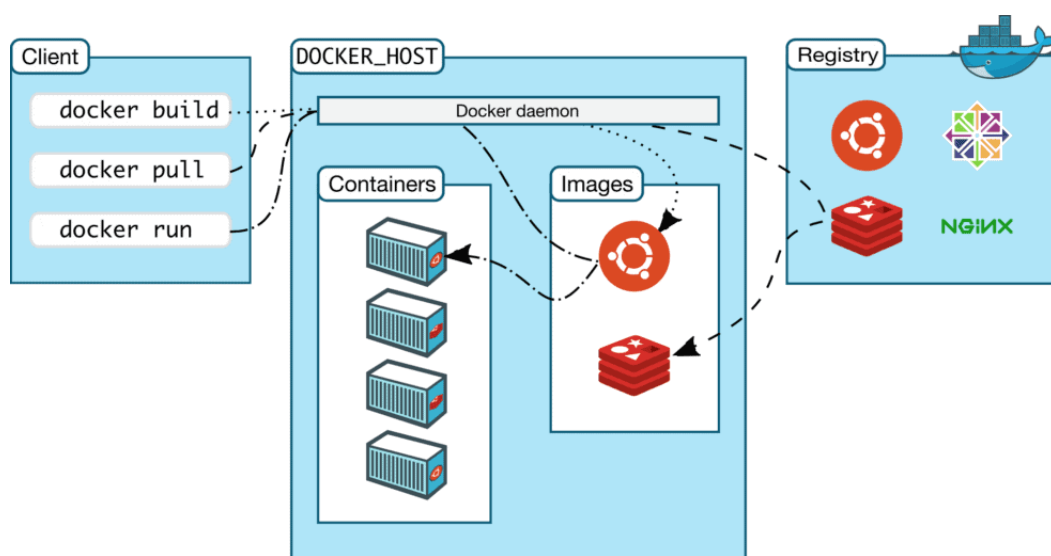 Client
docker build
docker pull
docker run
DOCKER_HOST
Docker daemon
Containers
Images
Registry
NGiNX